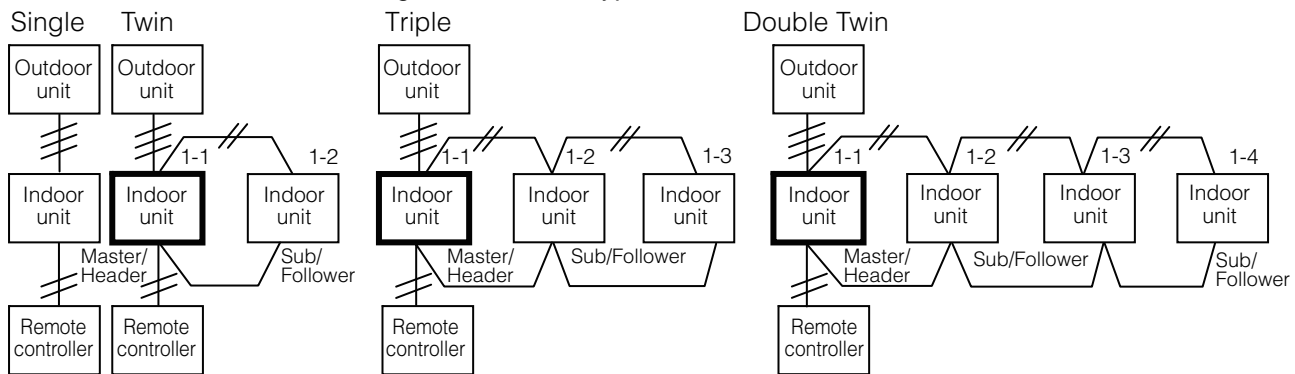 Single Twin Triple Double Twin
Outdoor unit
Outdoor unit
Outdoor unit
Outdoor unit
1-1 1-2
1-1 1-2 1-3
1-1 1-2 1-3 1-4
Indoor unit
Indoor unit
Indoor unit
Indoor unit
Indoor unit
Indoor unit
Indoor unit
Indoor unit
Indoor unit
Indoor unit
Master/
Header
Sub/
Follower
Master/
Header
Sub/Follower
Master/
Header
Sub/Follower
Sub/
Follower
Remote controller
Remote controller
Remote controller
Remote controller